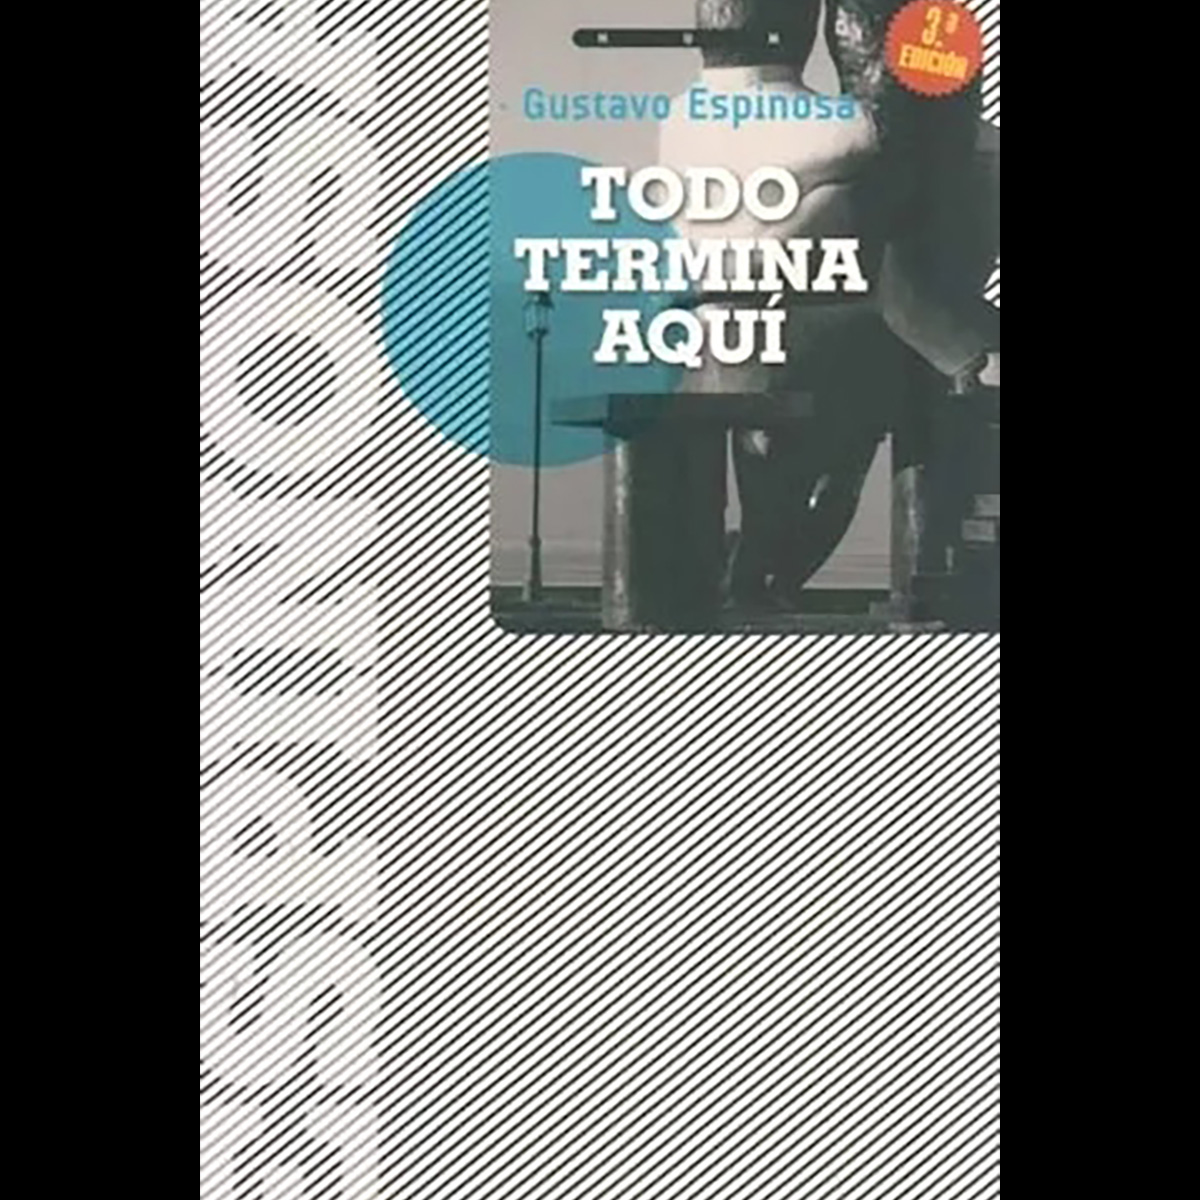 H U M
3.ª
EDICIÓN
Gustavo Espinosa
TODO
TERMINA
AQUÍ